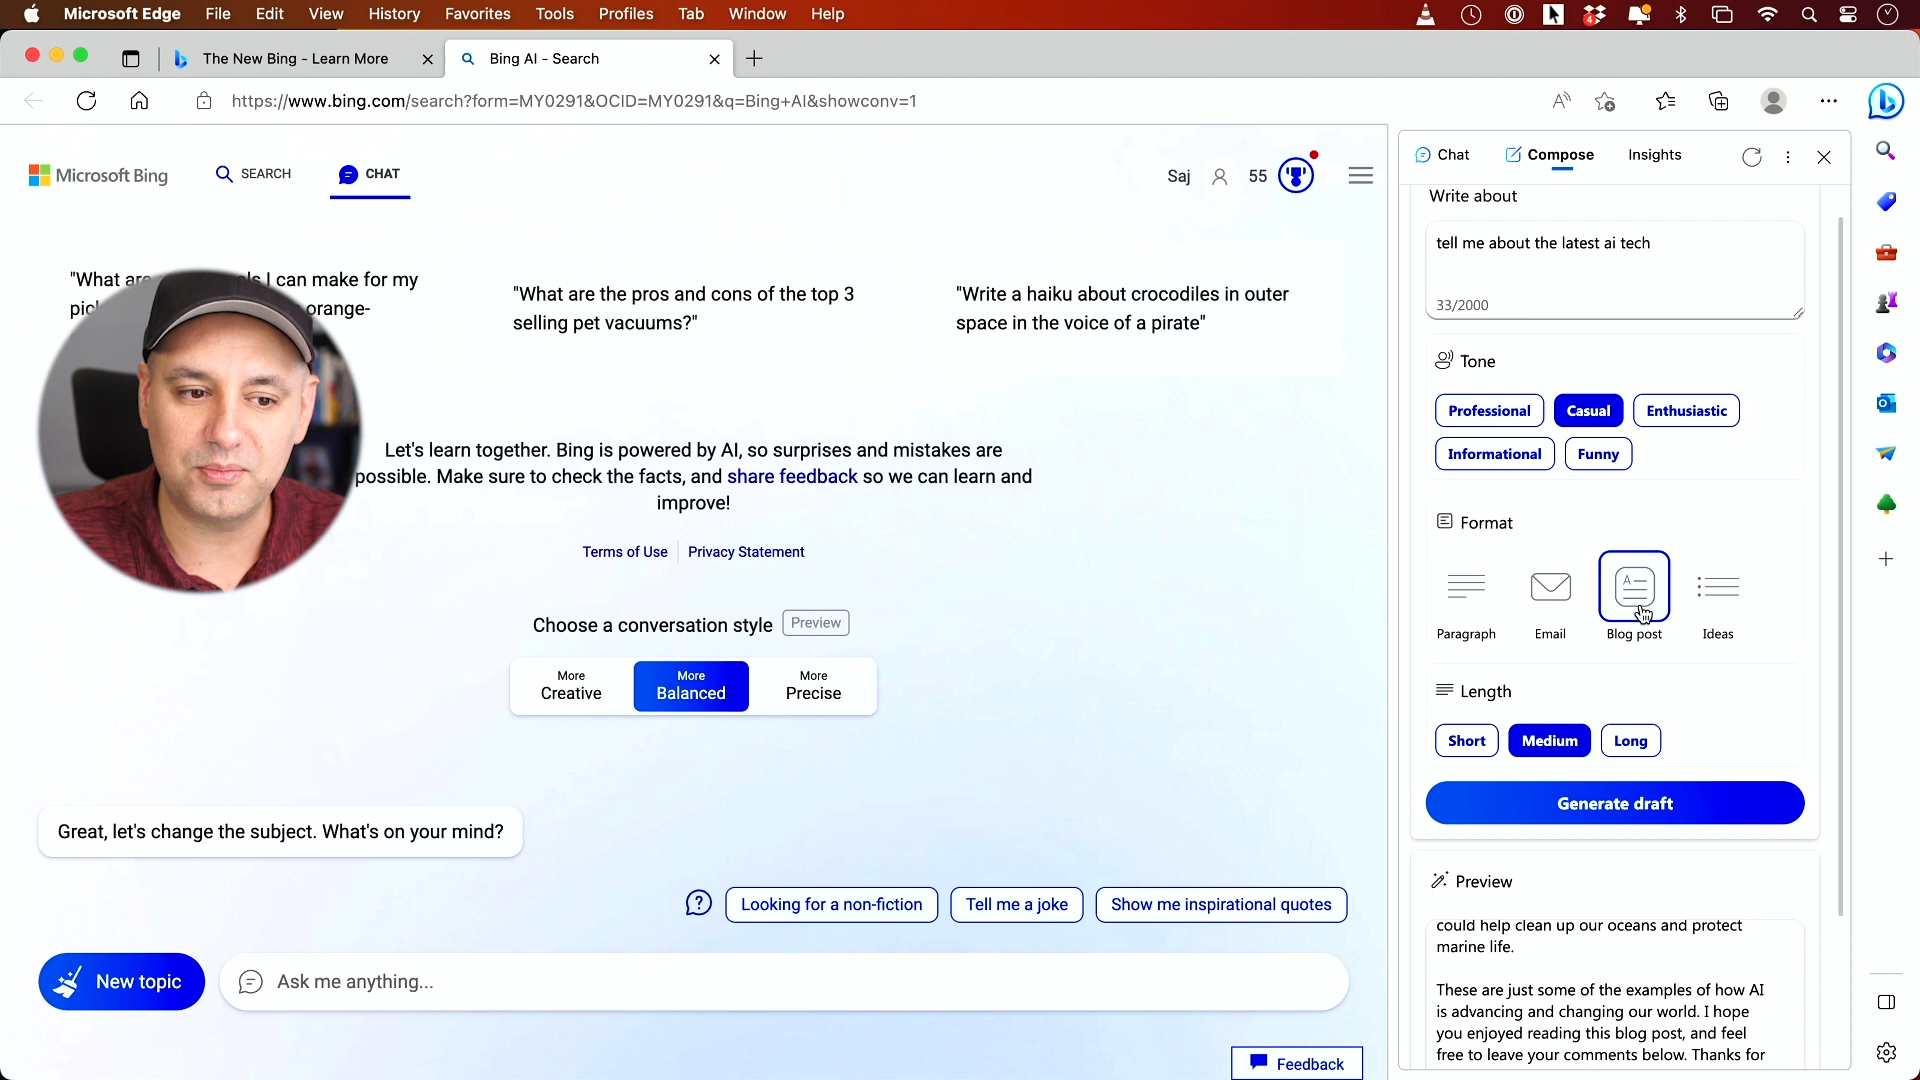 Microsoft Edge File Edit View History Favorites Tools Profiles Tab Window Help
4
The New Bing - Learn More
Bing AI - Search
https://www.bing.com/search?form=MY0291&OCID=MY0291&q=Bing+AI&showconv=1
Microsoft Bing
SEARCH
CHAT
Saj
55
"What are
I can make for my
orange-
"What are the pros and cons of the top 3
selling pet vacuums?"
"Write a haiku about crocodiles in outer
space in the voice of a pirate"
Let's learn together. Bing is powered by AI, so surprises and mistakes are
possible. Make sure to check the facts, and share feedback so we can learn and
improve!
Terms of Use
Privacy Statement
Choose a conversation style
Preview
More
Creative
More
Balanced
More
Precise
Great, let's change the subject. What's on your mind?
Looking for a non-fiction
Tell me a joke
Show me inspirational quotes
New topic
Ask me anything...
Feedback
Chat
Compose
Insights
Write about
tell me about the latest ai tech
33/2000
Tone
Professional
Casual
Enthusiastic
Informational
Funny
Format
A
Paragraph
Email
Blog post
Ideas
Length
Short
Medium
Long
Generate draft
Preview
could help clean up our oceans and protect
marine life.
These are just some of the examples of how AI
is advancing and changing our world. I hope
you enjoyed reading this blog post, and feel
free to leave your comments below. Thanks for